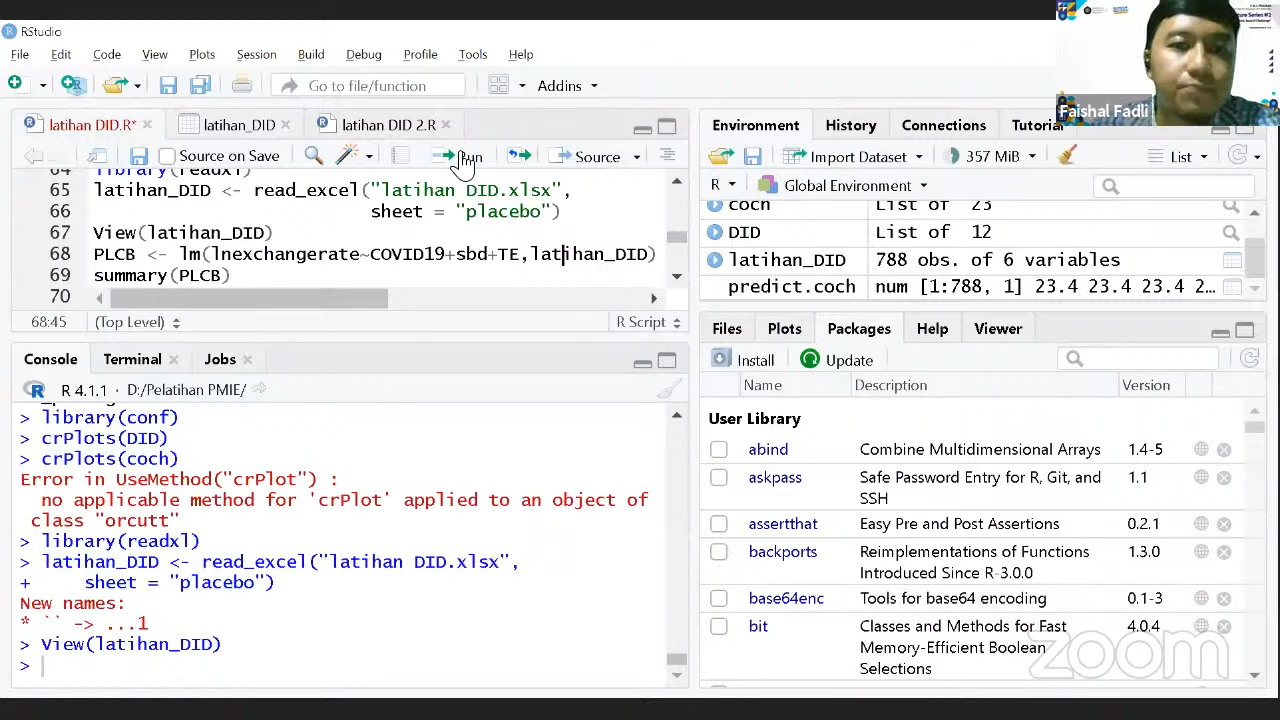 RStudio
File Edit Code View Plots Session Build Debug Profile Tools Help
Go to file/function Addins
Faishal Fadli
latihan DID.R* latihan_DID latihan DID 2.R
Source on Save Run Source
64 library(readxl)
65 latihan_DID <- read_excel("latihan DID.xlsx",
66 sheet = "placebo")
67 View(latihan_DID)
68 PLCB <- lm(lnexchangerate~COVID19+sbd+TE,latihan_DID)
69 summary(PLCB)
70
68:45 (Top Level) R Script
Console Terminal Jobs
R 4.1.1 · D:/Pelatihan PMIE/
> library(conf)
> crPlots(DID)
> crPlots(coch)
Error in UseMethod("crPlot") :
no applicable method for 'crPlot' applied to an object of
class "orcutt"
> library(readxl)
> latihan_DID <- read_excel("latihan DID.xlsx",
+ sheet = "placebo")
New names:
* `` -> ...1
> View(latihan_DID)
>
Environment History Connections Tutorial
Import Dataset 357 MiB List
R Global Environment
coch List of 23
DID List of 12
latihan_DID 788 obs. of 6 variables
predict.coch num [1:788, 1] 23.4 23.4 23.4 2...
Files Plots Packages Help Viewer
Install Update
Name Description Version
User Library
abind Combine Multidimensional Arrays 1.4-5
askpass Safe Password Entry for R, Git, and 1.1
SSH
assertthat Easy Pre and Post Assertions 0.2.1
backports Reimplementations of Functions 1.3.0
Introduced Since R-3.0.0
base64enc Tools for base64 encoding 0.1-3
bit Classes and Methods for Fast 4.0.4
Memory-Efficient Boolean
Selections
zoom